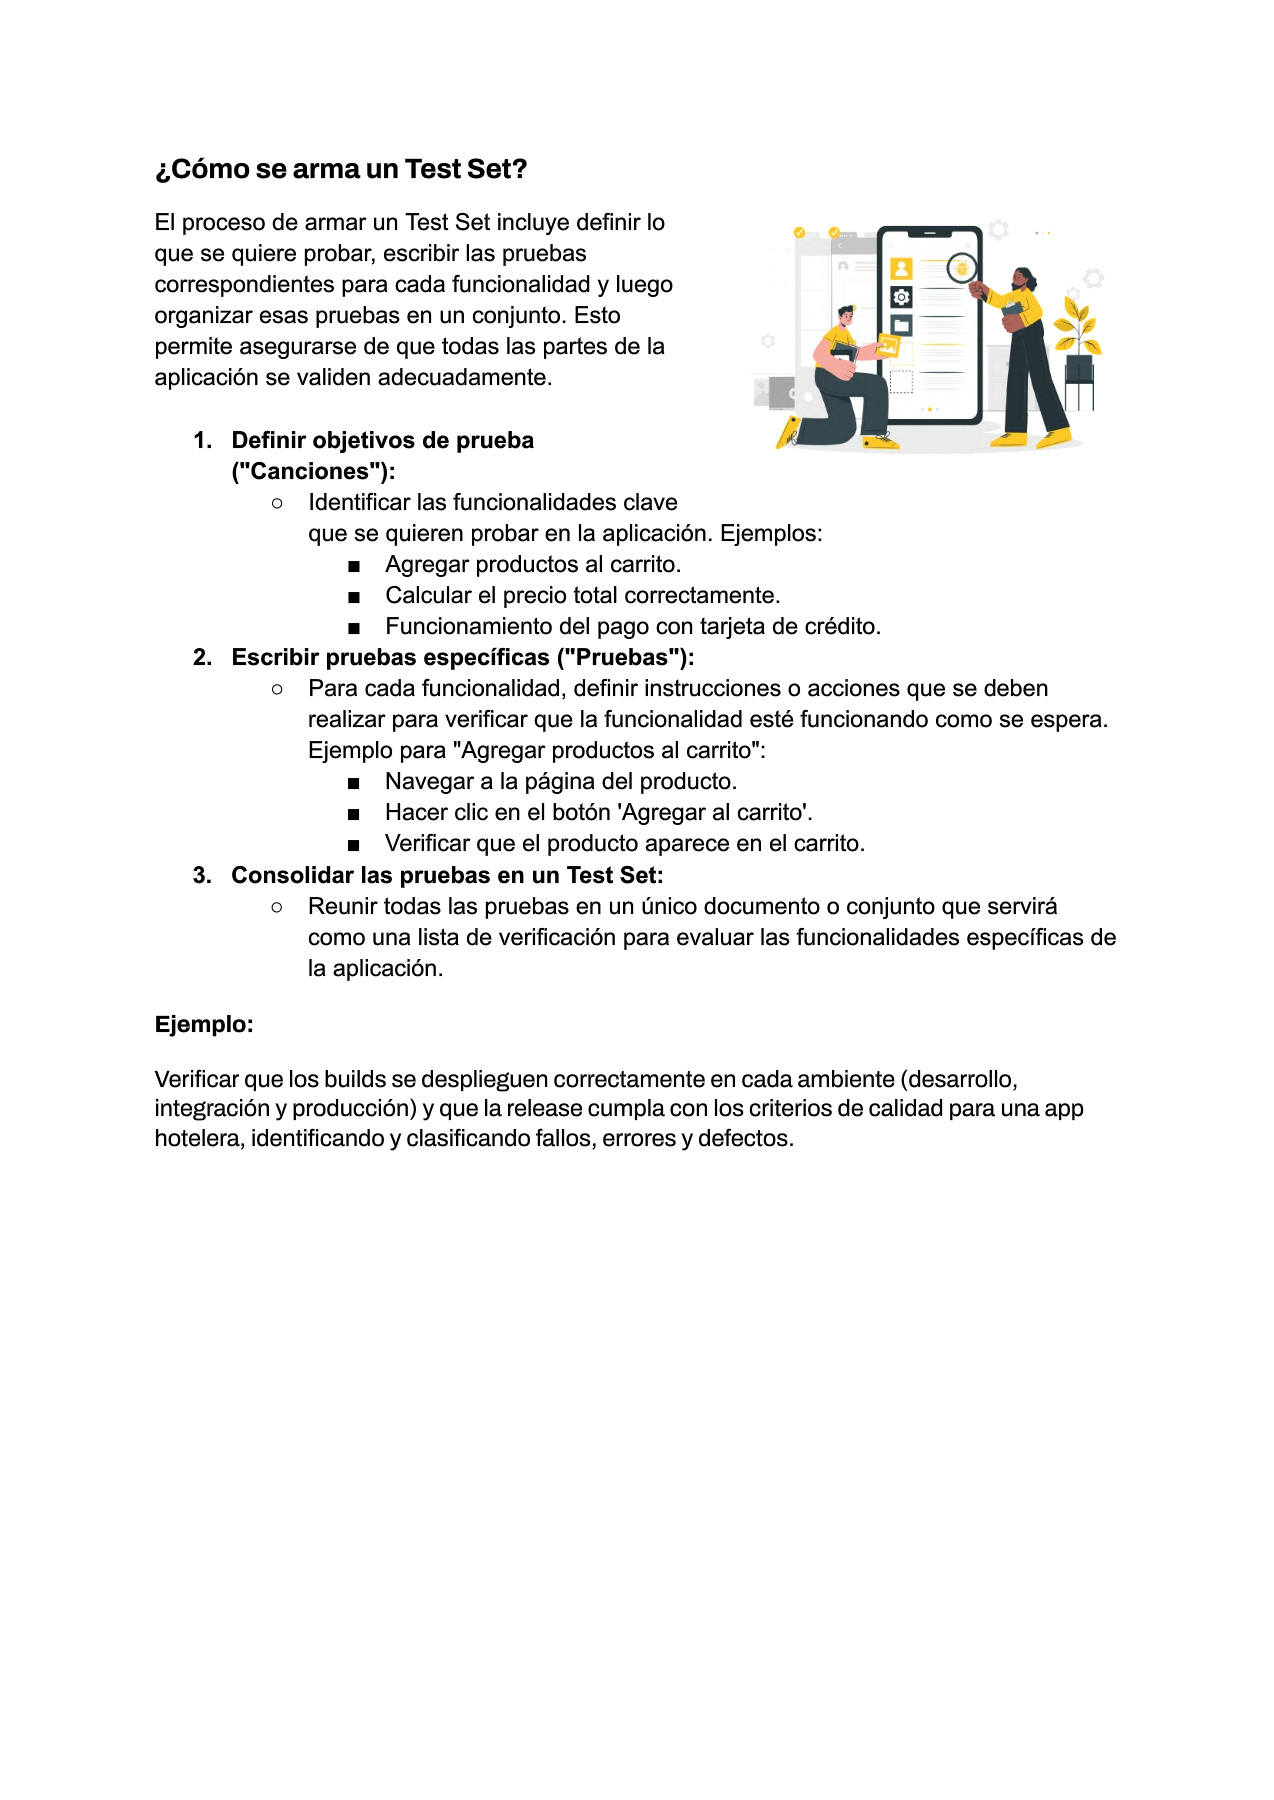 ¿Cómo se arma un Test Set?
El proceso de armar un Test Set incluye definir lo
que se quiere probar, escribir las pruebas
correspondientes para cada funcionalidad y luego
organizar esas pruebas en un conjunto. Esto
permite asegurarse de que todas las partes de la
aplicación se validen adecuadamente.
1. Definir objetivos de prueba
("Canciones"):
○ Identificar las funcionalidades clave
que se quieren probar en la aplicación. Ejemplos:
■ Agregar productos al carrito.
■ Calcular el precio total correctamente.
■ Funcionamiento del pago con tarjeta de crédito.
2. Escribir pruebas específicas ("Pruebas"):
○ Para cada funcionalidad, definir instrucciones o acciones que se deben
realizar para verificar que la funcionalidad esté funcionando como se espera.
Ejemplo para "Agregar productos al carrito":
■ Navegar a la página del producto.
■ Hacer clic en el botón 'Agregar al carrito'.
■ Verificar que el producto aparece en el carrito.
3. Consolidar las pruebas en un Test Set:
○ Reunir todas las pruebas en un único documento o conjunto que servirá
como una lista de verificación para evaluar las funcionalidades específicas de
la aplicación.
Ejemplo:
Verificar que los builds se desplieguen correctamente en cada ambiente (desarrollo,
integración y producción) y que la release cumpla con los criterios de calidad para una app
hotelera, identificando y clasificando fallos, errores y defectos.